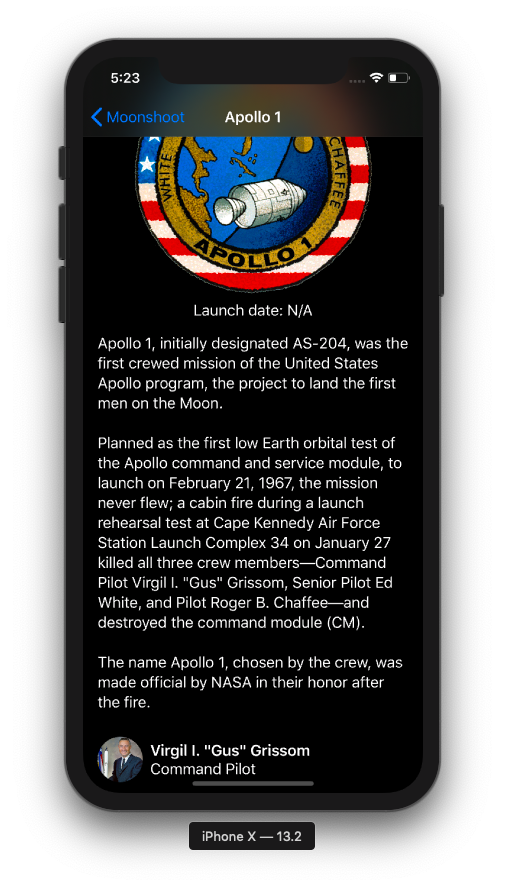 5:23
Moonshoot
Apollo 1
WHITE
CHAFFEE
APOLLO 1
Launch date: N/A
Apollo 1, initially designated AS-204, was the
first crewed mission of the United States
Apollo program, the project to land the first
men on the Moon.
Planned as the first low Earth orbital test of
the Apollo command and service module, to
launch on February 21, 1967, the mission
never flew; a cabin fire during a launch
rehearsal test at Cape Kennedy Air Force
Station Launch Complex 34 on January 27
killed all three crew members—Command
Pilot Virgil I. "Gus" Grissom, Senior Pilot Ed
White, and Pilot Roger B. Chaffee—and
destroyed the command module (CM).
The name Apollo 1, chosen by the crew, was
made official by NASA in their honor after
the fire.
Virgil I. "Gus" Grissom
Command Pilot
iPhone X — 13.2